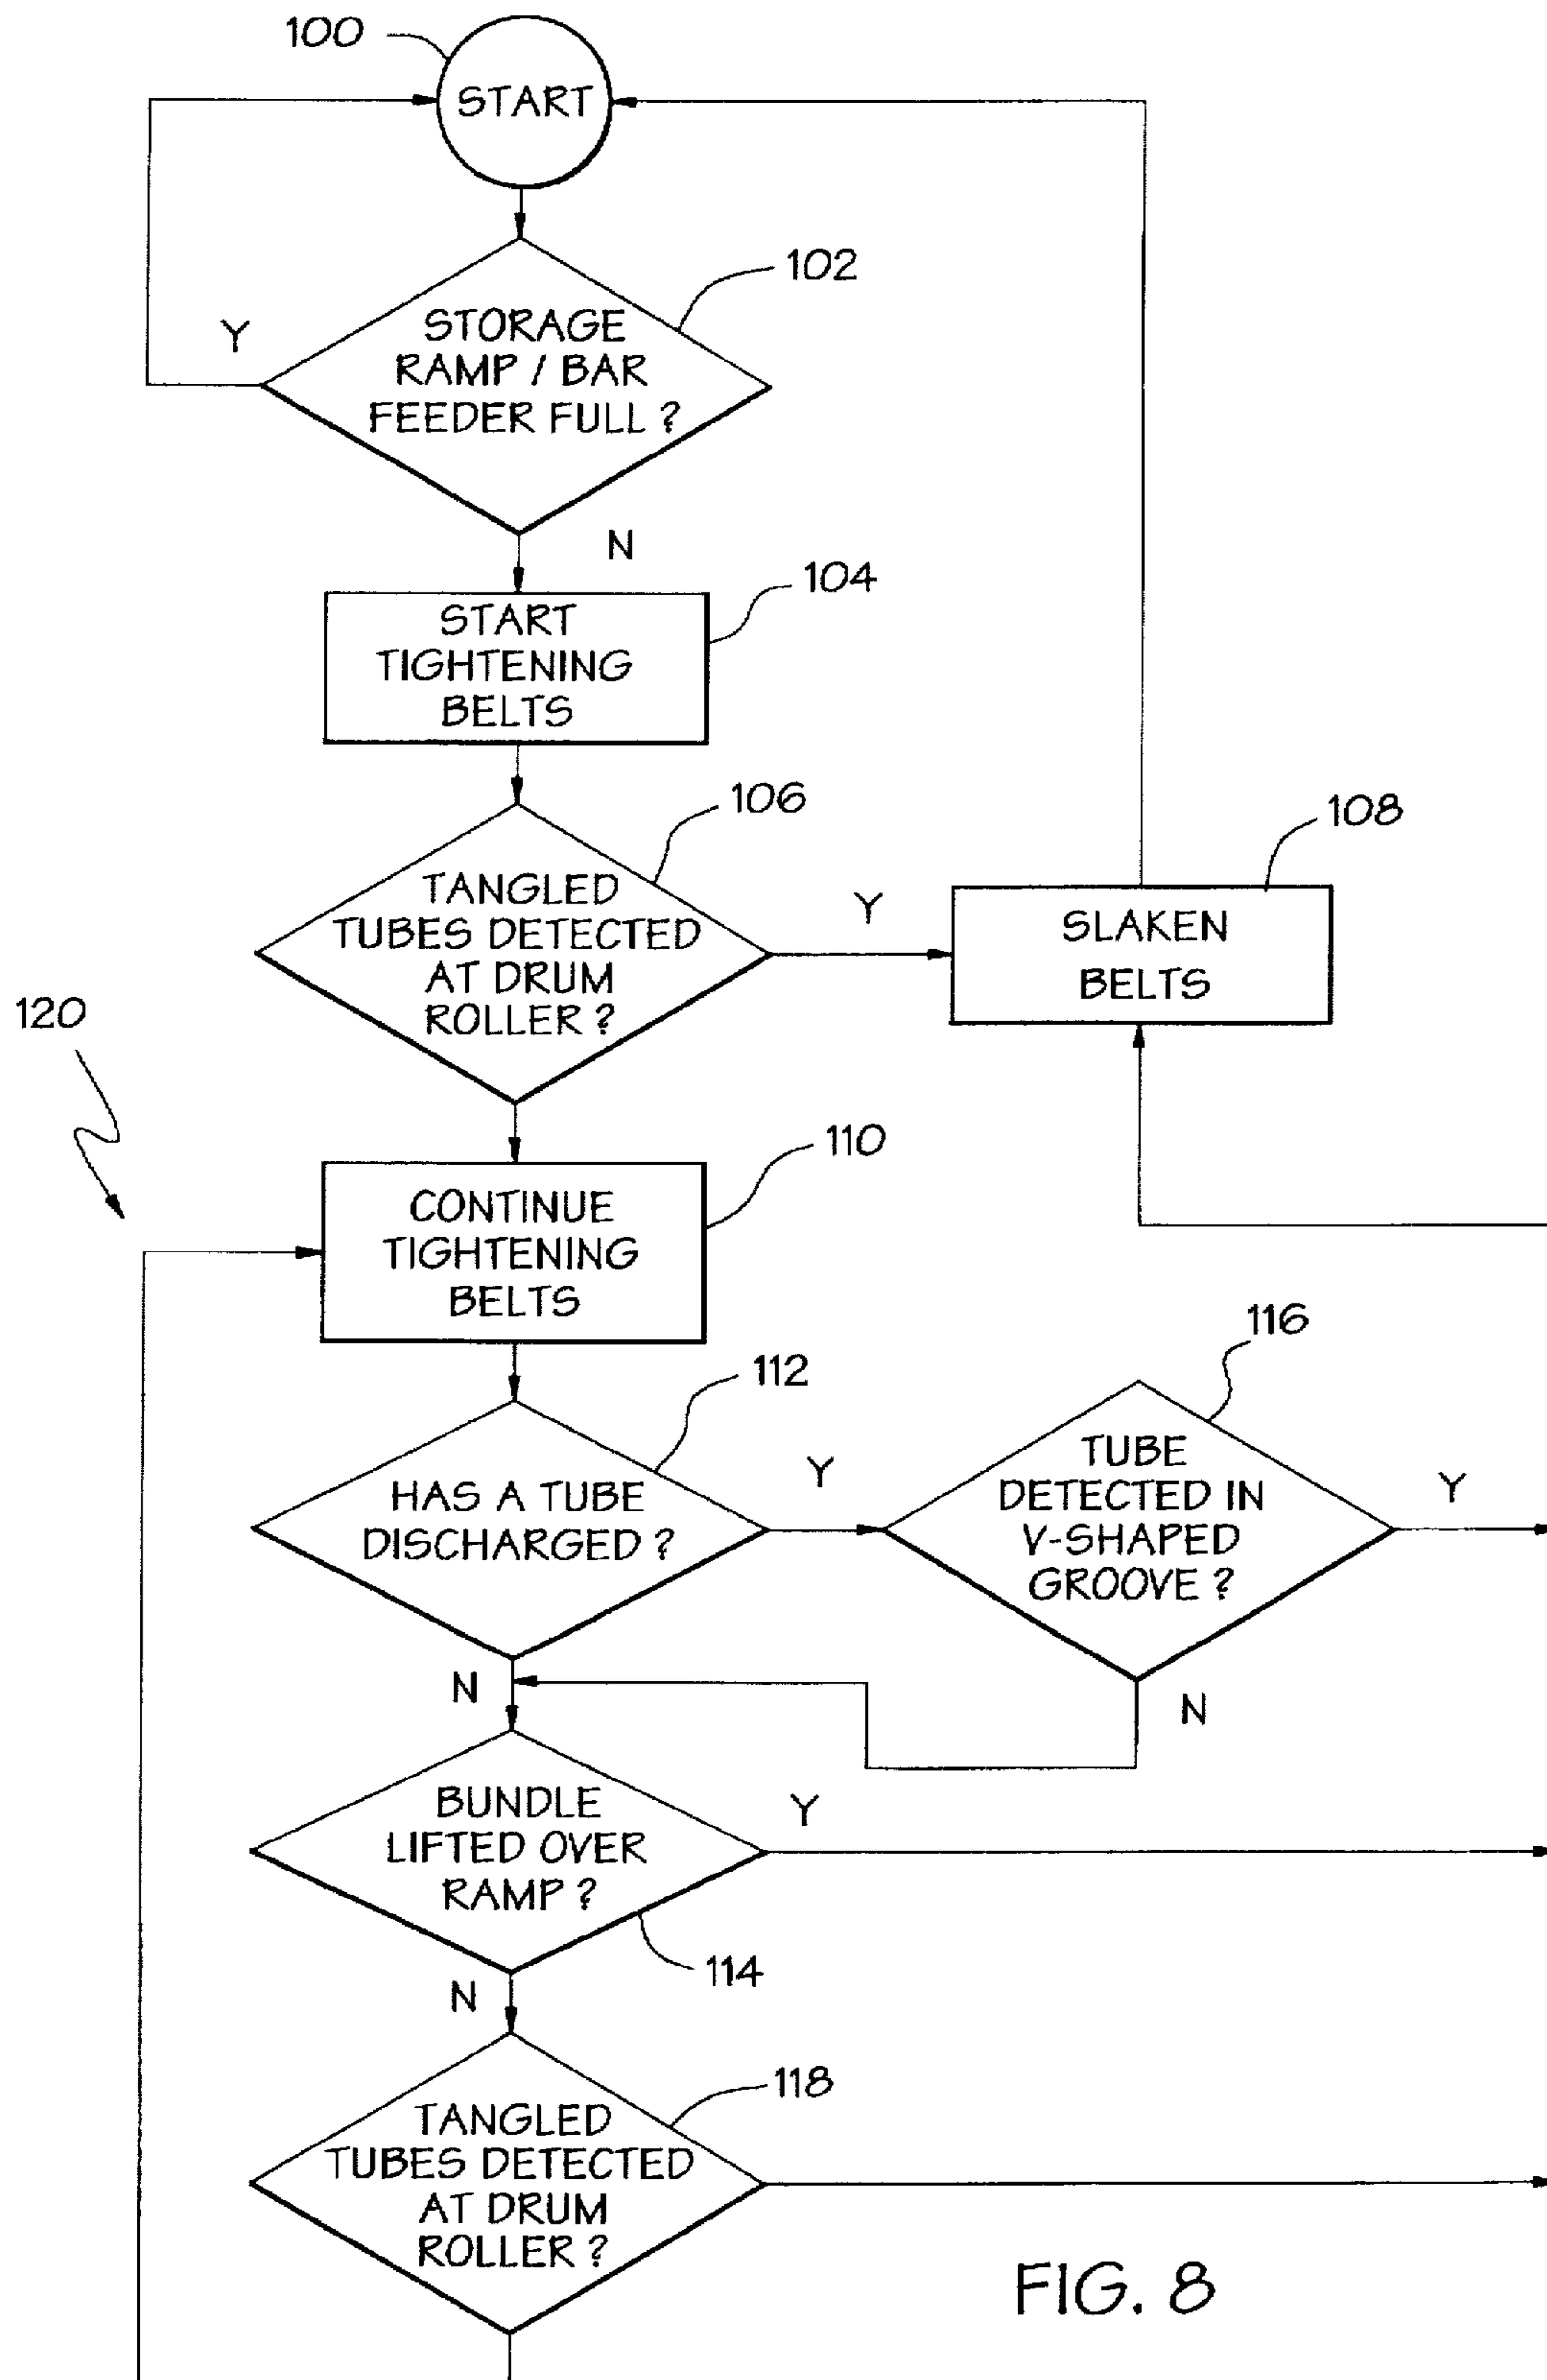 100
START
102
Y
STORAGE
RAMP / BAR
FEEDER FULL ?
N
104
START
TIGHTENING
BELTS
106
TANGLED
TUBES DETECTED
AT DRUM
ROLLER ?
Y
108
SLAKEN
BELTS
120
110
CONTINUE
TIGHTENING
BELTS
112
HAS A TUBE
DISCHARGED ?
Y
116
TUBE
DETECTED IN
V-SHAPED
GROOVE ?
Y
N
N
BUNDLE
LIFTED OVER
RAMP ?
Y
114
N
118
TANGLED
TUBES DETECTED
AT DRUM
ROLLER ?
FIG. 8